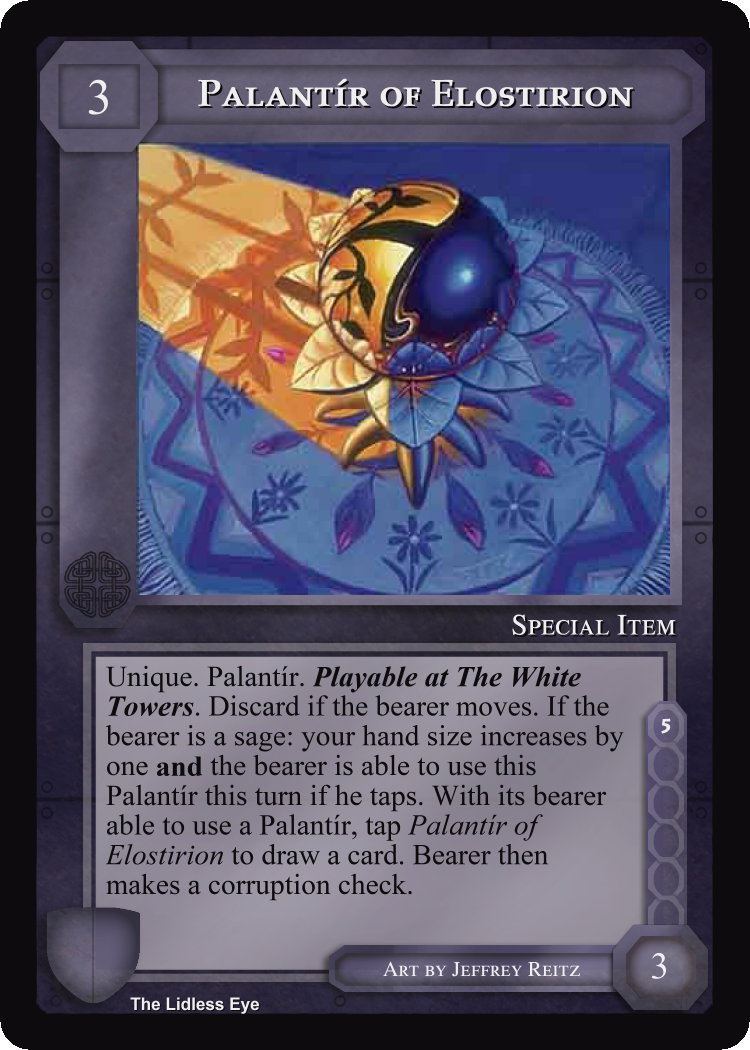 3
Palantír of Elostirion
Special Item
Unique. Palantír. Playable at The White
Towers. Discard if the bearer moves. If the
bearer is a sage: your hand size increases by
one and the bearer is able to use this
Palantír this turn if he taps. With its bearer
able to use a Palantír, tap Palantír of
Elostirion to draw a card. Bearer then
makes a corruption check.
5
Art by Jeffrey Reitz
3
The Lidless Eye